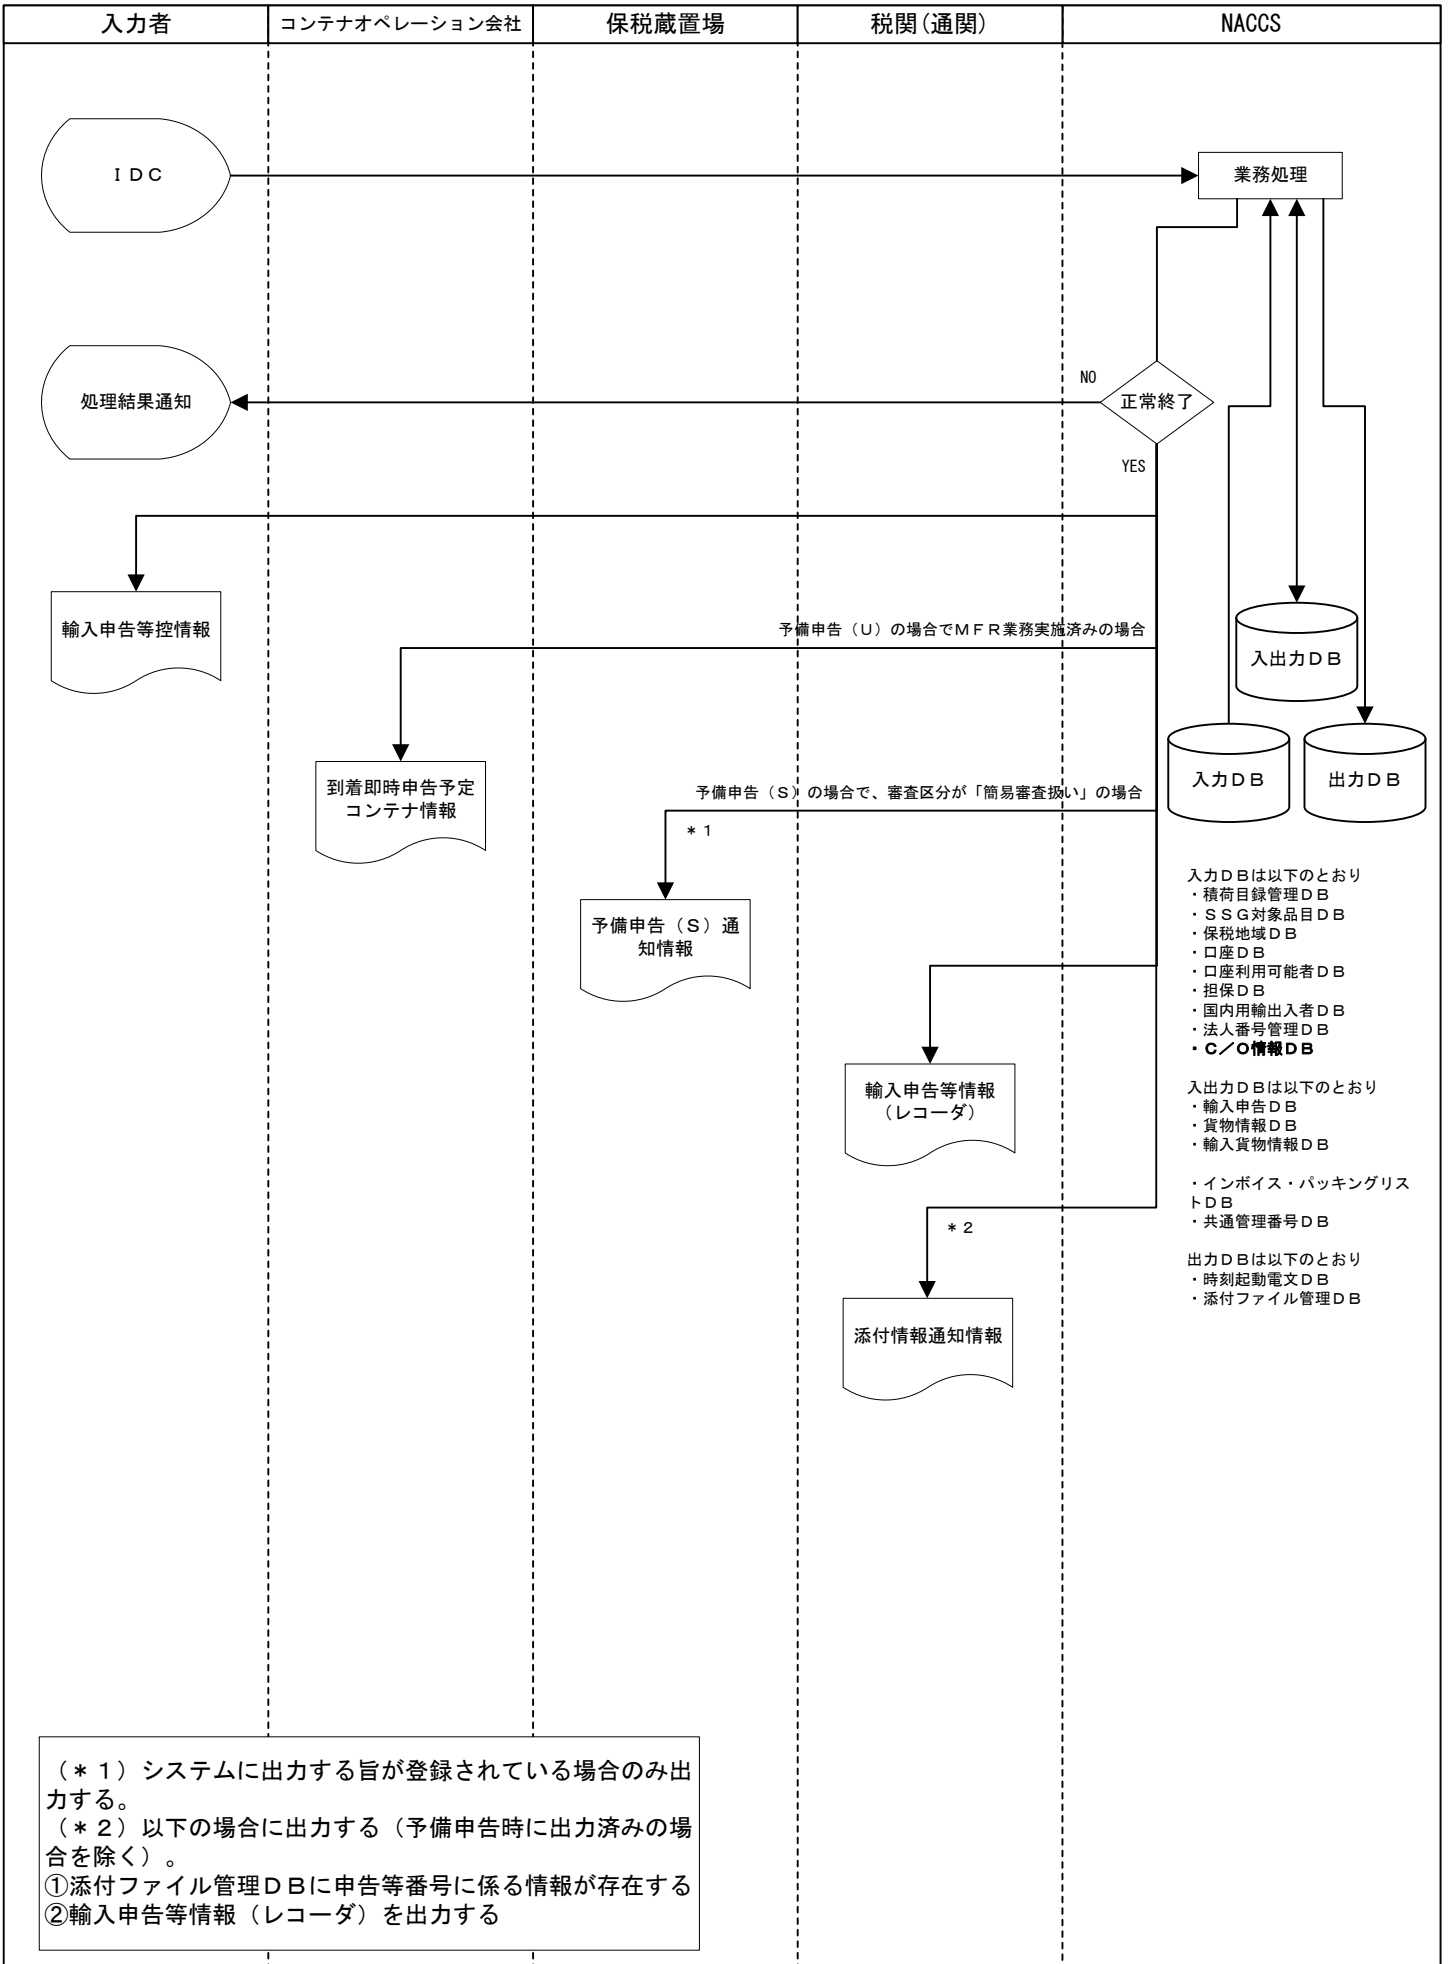 入力者
コンテナオペレーション会社
保税蔵置場
税関(通関)
NACCS
ＩＤＣ
業務処理
処理結果通知
NO
正常終了
YES
輸入申告等控情報
予備申告（Ｕ）の場合でＭＦＲ業務実施済みの場合
入出力ＤＢ
到着即時申告予定
コンテナ情報
入力ＤＢ
出力ＤＢ
予備申告（Ｓ）の場合で、審査区分が「簡易審査扱い」の場合
＊１
予備申告（Ｓ）通
知情報
入力ＤＢは以下のとおり
・積荷目録管理ＤＢ
・ＳＳＧ対象品目ＤＢ
・保税地域ＤＢ
・口座ＤＢ
・口座利用可能者ＤＢ
・担保ＤＢ
・国内用輸出入者ＤＢ
・法人番号管理ＤＢ
・Ｃ／Ｏ情報ＤＢ
入出力ＤＢは以下のとおり
・輸入申告ＤＢ
・貨物情報ＤＢ
・輸入貨物情報ＤＢ
・インボイス・パッキングリス
トＤＢ
・共通管理番号ＤＢ
出力ＤＢは以下のとおり
・時刻起動電文ＤＢ
・添付ファイル管理ＤＢ
輸入申告等情報
（レコーダ）
＊２
添付情報通知情報
（＊１）システムに出力する旨が登録されている場合のみ出
力する。
（＊２）以下の場合に出力する（予備申告時に出力済みの場
合を除く）。
①添付ファイル管理ＤＢに申告等番号に係る情報が存在する
②輸入申告等情報（レコーダ）を出力する